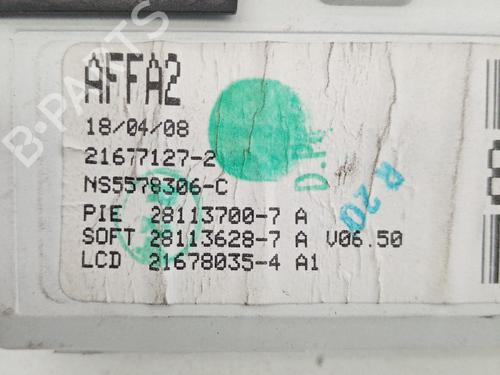 AFFA2
18/04/08
21677127-2
NS5578306-C
PIE 28113700-7 A
SOFT 28113628-7 A V06.50
LCD 21678035-4 A1
R 20
B-PARTS